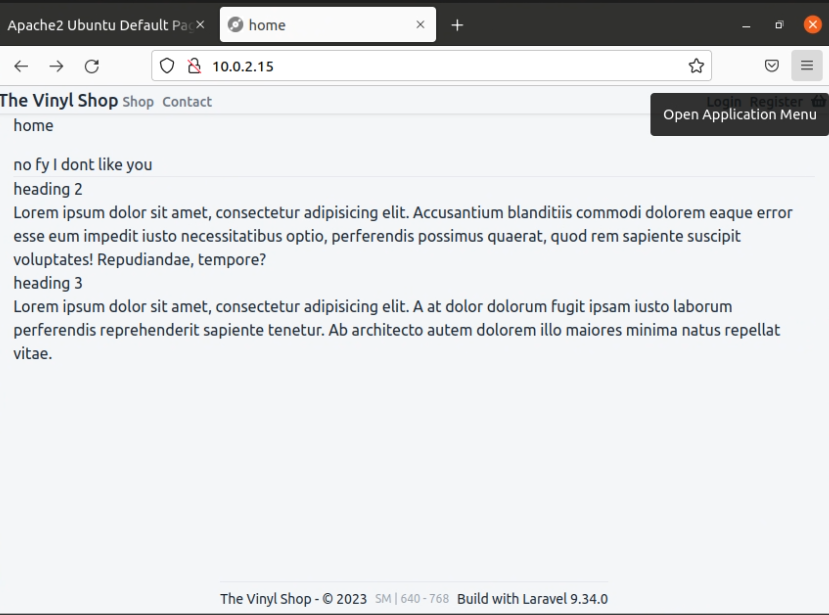 Apache2 Ubuntu Default Pag
home
10.0.2.15
The Vinyl Shop Shop Contact Login Register
Open Application Menu
home
no fy I dont like you
heading 2
Lorem ipsum dolor sit amet, consectetur adipisicing elit. Accusantium blanditiis commodi dolorem eaque error
esse eum impedit iusto necessitatibus optio, perferendis possimus quaerat, quod rem sapiente suscipit
voluptates! Repudiandae, tempore?
heading 3
Lorem ipsum dolor sit amet, consectetur adipisicing elit. A at dolor dolorum fugit ipsam iusto laborum
perferendis reprehenderit sapiente tenetur. Ab architecto autem dolorem illo maiores minima natus repellat
vitae.
The Vinyl Shop - © 2023 SM | 640 - 768 Build with Laravel 9.34.0